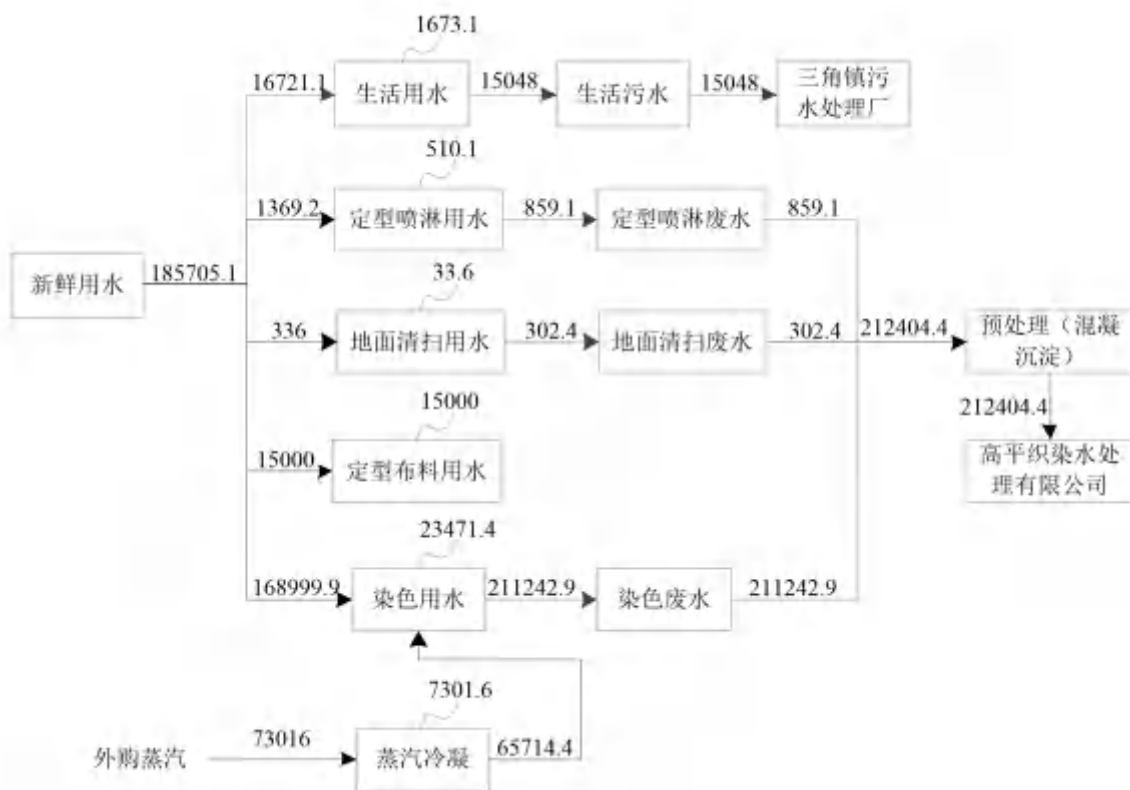 1673.1
16721.1
生活用水
15048
生活污水
15048
三角镇污
水处理厂
510.1
1369.2
定型喷淋用水
859.1
定型喷淋废水
859.1
新鲜用水
185705.1
33.6
336
地面清扫用水
302.4
地面清扫废水
302.4
212404.4
预处理（混凝
沉淀）
15000
212404.4
15000
定型布料用水
高平织染水处
理有限公司
23471.4
168999.9
染色用水
211242.9
染色废水
211242.9
7301.6
外购蒸汽
73016
蒸汽冷凝
65714.4